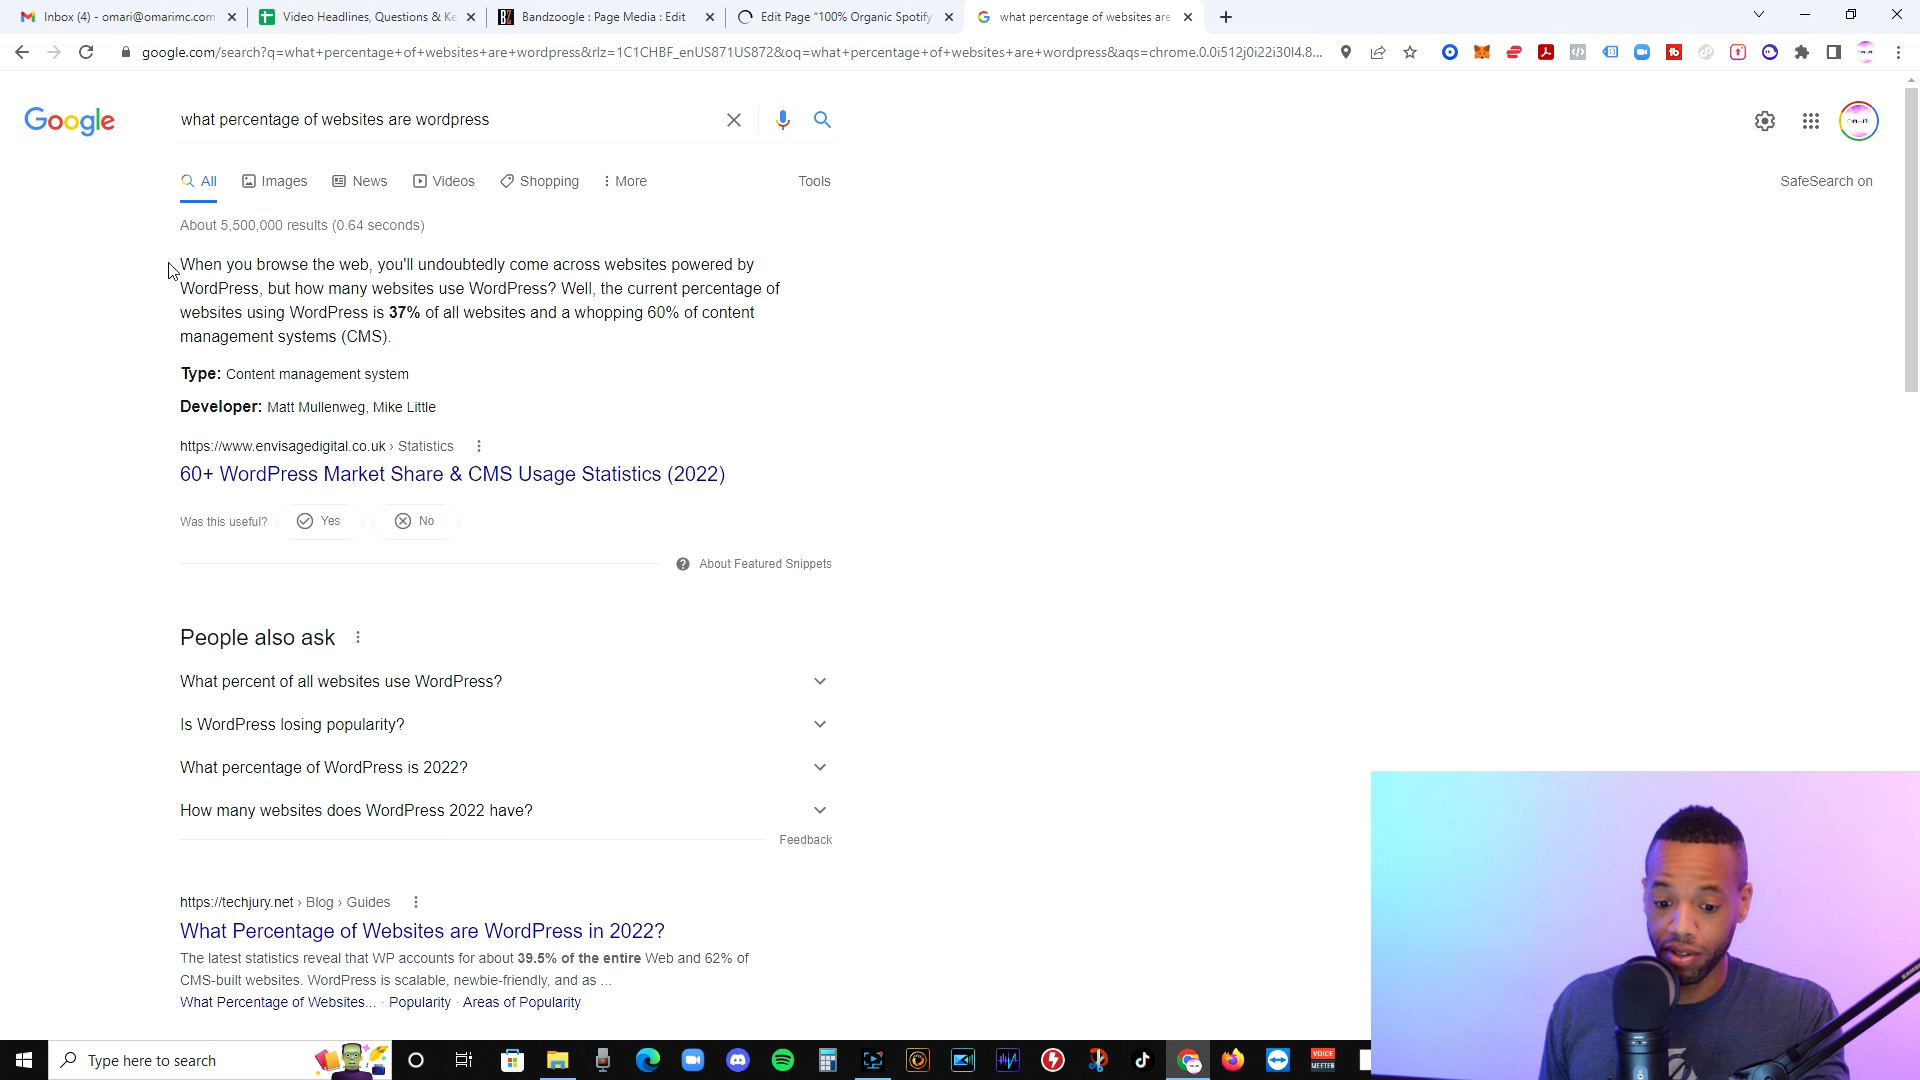 Inbox (4) - omari@omarimc.com
Video Headlines, Questions & Ke
BZ
Bandzoogle : Page Media : Edit
Edit Page "100% Organic Spotify
what percentage of websites are
google.com/search?q=what+percentage+of+websites+are+wordpress&rlz=1C1CHBF_enUS871US872&oq=what+percentage+of+websites+are+wordpress&aqs=chrome.0.0i512j0i22i30l4.8...
Google
what percentage of websites are wordpress
All
Images
News
Videos
Shopping
More
Tools
SafeSearch on
About 5,500,000 results (0.64 seconds)
When you browse the web, you'll undoubtedly come across websites powered by
WordPress, but how many websites use WordPress? Well, the current percentage of
websites using WordPress is 37% of all websites and a whopping 60% of content
management systems (CMS).
Type: Content management system
Developer: Matt Mullenweg, Mike Little
https://www.envisagedigital.co.uk › Statistics
60+ WordPress Market Share & CMS Usage Statistics (2022)
Was this useful?
Yes
No
About Featured Snippets
People also ask
What percent of all websites use WordPress?
Is WordPress losing popularity?
What percentage of WordPress is 2022?
How many websites does WordPress 2022 have?
Feedback
https://techjury.net › Blog › Guides
What Percentage of Websites are WordPress in 2022?
The latest statistics reveal that WP accounts for about 39.5% of the entire Web and 62% of
CMS-built websites. WordPress is scalable, newbie-friendly, and as ...
What Percentage of Websites... · Popularity · Areas of Popularity
Type here to search
VOICE
MEETER